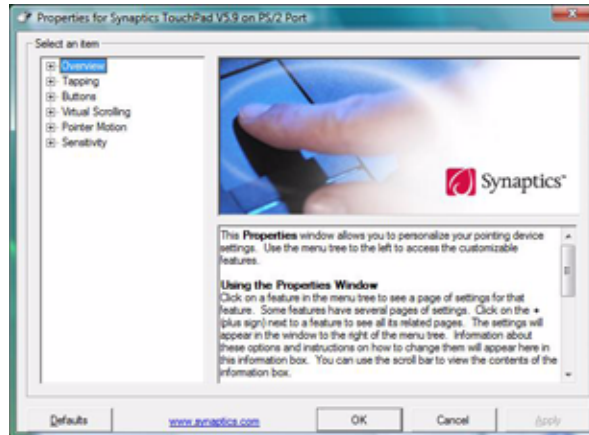 Properties for Synaptics TouchPad V5.9 on PS/2 Port
Select an item
Overview
Tapping
Buttons
Virtual Scrolling
Pointer Motion
Sensitivity
Synaptics™
This Properties window allows you to personalize your pointing device
settings. Use the menu tree to the left to access the customizable
features.
Using the Properties Window
Click on a feature in the menu tree to see a page of settings for that
feature. Some features have several pages of settings. Click on the +
(plus sign) next to a feature to see all its related pages. The settings will
appear in the window to the right of the menu tree. Information about
these options and instructions on how to change them will appear here in
this information box. You can use the scroll bar to view the contents of the
information box.
Defaults
www.synaptics.com
OK
Cancel
Apply